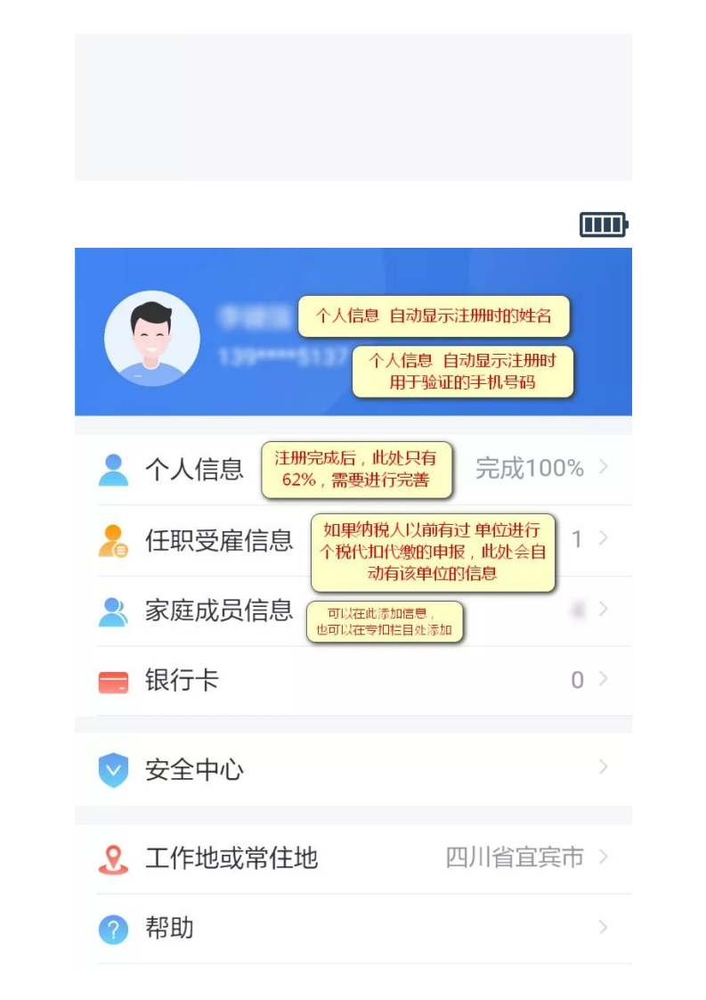 个人信息 自动显示注册时的姓名
139****5137
个人信息 自动显示注册时
用于验证的手机号码
个人信息
注册完成后，此处只有
62%，需要进行完善
完成100%
任职受雇信息
如果纳税人以前有过 单位进行
个税代扣代缴的申报，此处会自
动有该单位的信息
1
家庭成员信息
可以在此添加信息，
也可以在专扣栏目处添加
银行卡
0
安全中心
工作地或常住地
四川省宜宾市
帮助